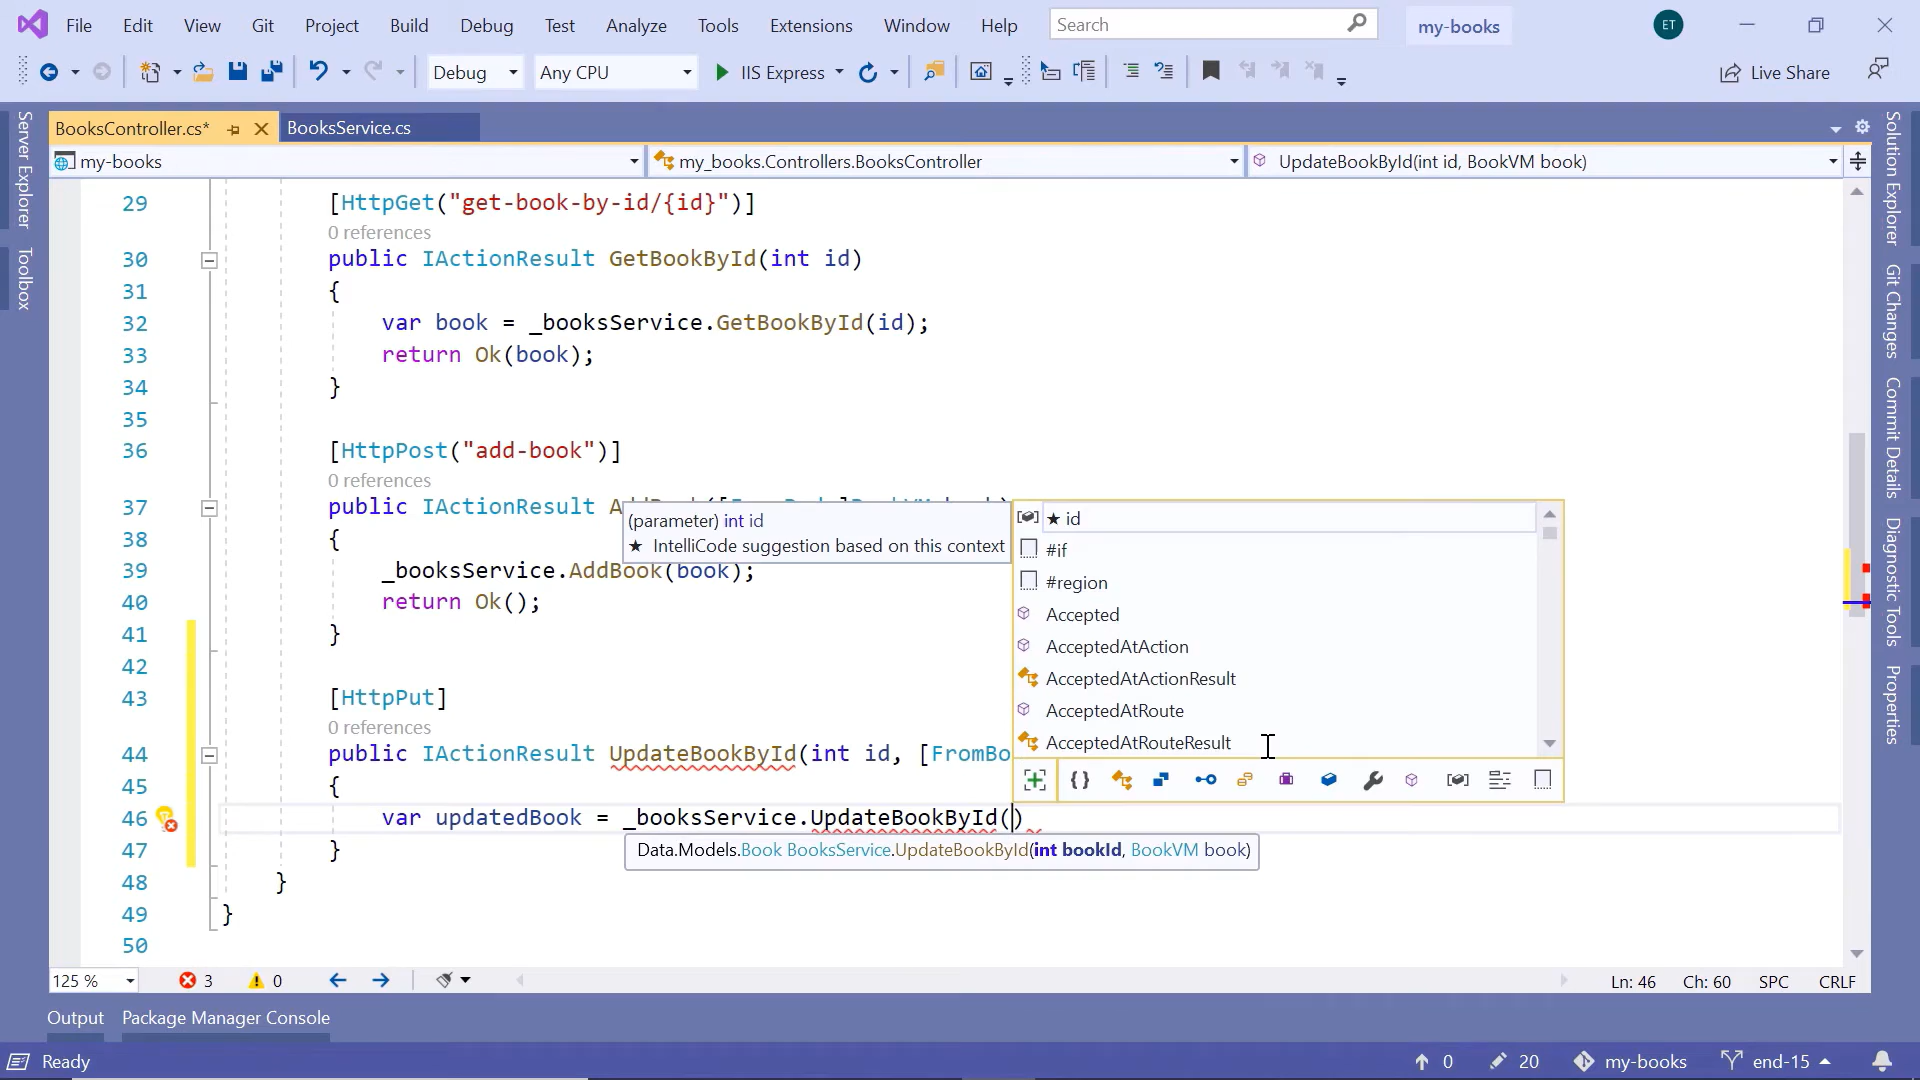 File Edit View Git Project Build Debug Test Analyze Tools Extensions Window Help Search my-books ET
Debug Any CPU IIS Express Live Share
BooksController.cs* BooksService.cs
my-books my_books.Controllers.BooksController UpdateBookById(int id, BookVM book)
Server Explorer
Toolbox
29 [HttpGet("get-book-by-id/{id}")]
0 references
30 public IActionResult GetBookById(int id)
31 {
32 var book = _booksService.GetBookById(id);
33 return Ok(book);
34 }
35
36 [HttpPost("add-book")]
0 references
37 public IActionResult
38 {
39 _booksService.AddBook(book);
40 return Ok();
41 }
42
43 [HttpPut]
0 references
44 public IActionResult UpdateBookById(int id, [FromBo
45 {
46 var updatedBook = _booksService.UpdateBookById()
47 }
48 }
49 }
50
(parameter) int id
★ IntelliCode suggestion based on this context
★ id
#if
#region
Accepted
AcceptedAtAction
AcceptedAtActionResult
AcceptedAtRoute
AcceptedAtRouteResult
Data.Models.Book BooksService.UpdateBookById(int bookId, BookVM book)
Solution Explorer
Git Changes
Commit Details
Diagnostic Tools
Properties
125 % 3 0 Ln: 46 Ch: 60 SPC CRLF
Output Package Manager Console
Ready 0 20 my-books end-15